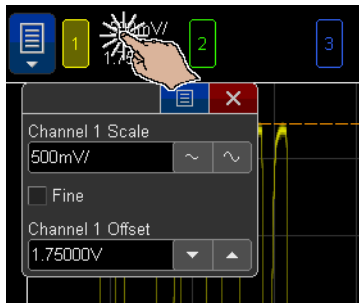 1
2
3
Channel 1 Scale
500mV/
Fine
Channel 1 Offset
1.75000V